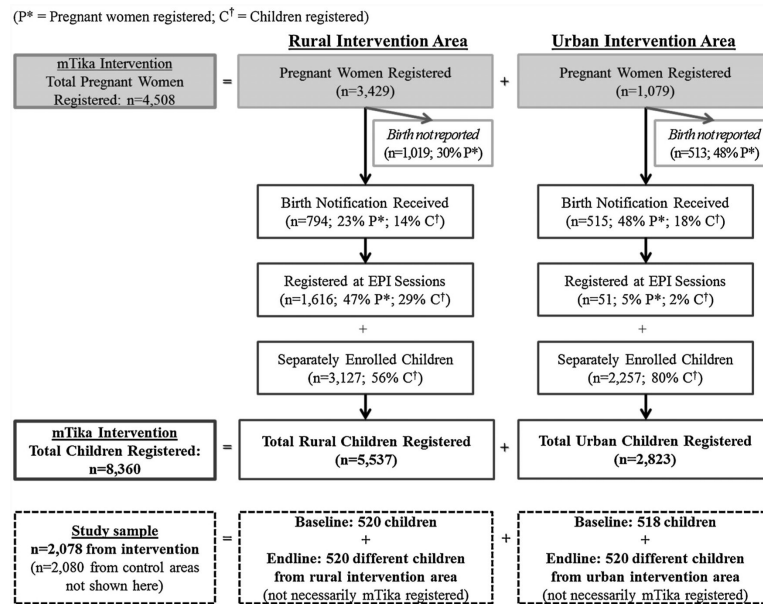 (P* = Pregnant women registered; C† = Children registered)
Rural Intervention Area
Urban Intervention Area
mTika Intervention
Total Pregnant Women
Registered: n=4,508
=
Pregnant Women Registered
(n=3,429)
+
Pregnant Women Registered
(n=1,079)
Birth not reported
(n=1,019; 30% P*)
Birth not reported
(n=513; 48% P*)
Birth Notification Received
(n=794; 23% P*; 14% C†)
Birth Notification Received
(n=515; 48% P*; 18% C†)
Registered at EPI Sessions
(n=1,616; 47% P*; 29% C†)
Registered at EPI Sessions
(n=51; 5% P*; 2% C†)
+
+
Separately Enrolled Children
(n=3,127; 56% C†)
Separately Enrolled Children
(n=2,257; 80% C†)
mTika Intervention
Total Children Registered:
n=8,360
=
Total Rural Children Registered
(n=5,537)
+
Total Urban Children Registered
(n=2,823)
Study sample
n=2,078 from intervention
(n=2,080 from control areas
not shown here)
=
Baseline: 520 children
+
Endline: 520 different children
from rural intervention area
(not necessarily mTika registered)
+
Baseline: 518 children
+
Endline: 520 different children
from urban intervention area
(not necessarily mTika registered)